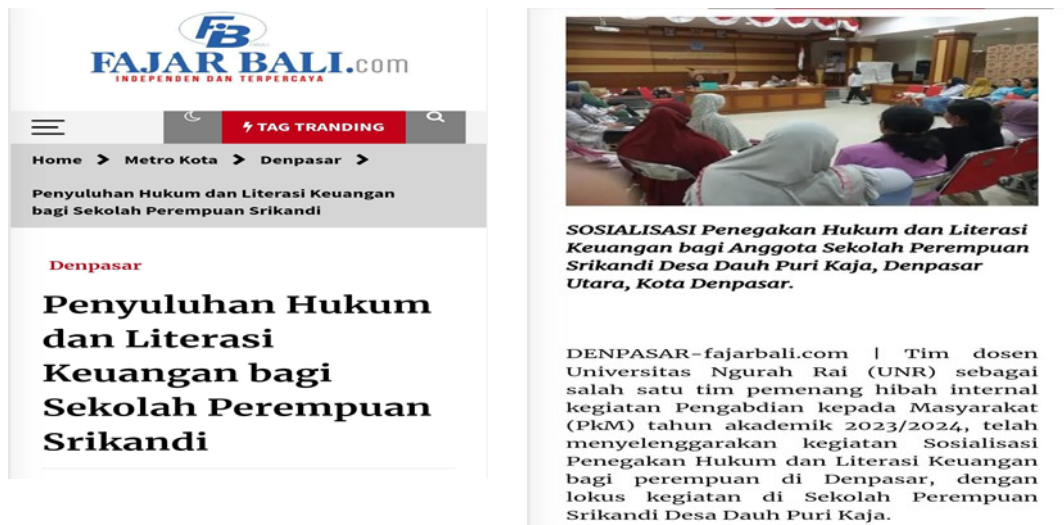 FB
FAJAR BALI.com
INDEPENDEN DAN TERPERCAYA
TAG TRANDING
Home > Metro Kota > Denpasar >
Penyuluhan Hukum dan Literasi Keuangan
bagi Sekolah Perempuan Srikandi
Denpasar
Penyuluhan Hukum
dan Literasi
Keuangan bagi
Sekolah Perempuan
Srikandi
SOSIALISASI Penegakan Hukum dan Literasi
Keuangan bagi Anggota Sekolah Perempuan
Srikandi Desa Dauh Puri Kaja, Denpasar
Utara, Kota Denpasar.
DENPASAR-fajarbali.com | Tim dosen
Universitas Ngurah Rai (UNR) sebagai
salah satu tim pemenang hibah internal
kegiatan Pengabdian kepada Masyarakat
(PkM) tahun akademik 2023/2024, telah
menyelenggarakan kegiatan Sosialisasi
Penegakan Hukum dan Literasi Keuangan
bagi perempuan di Denpasar, dengan
lokus kegiatan di Sekolah Perempuan
Srikandi Desa Dauh Puri Kaja.